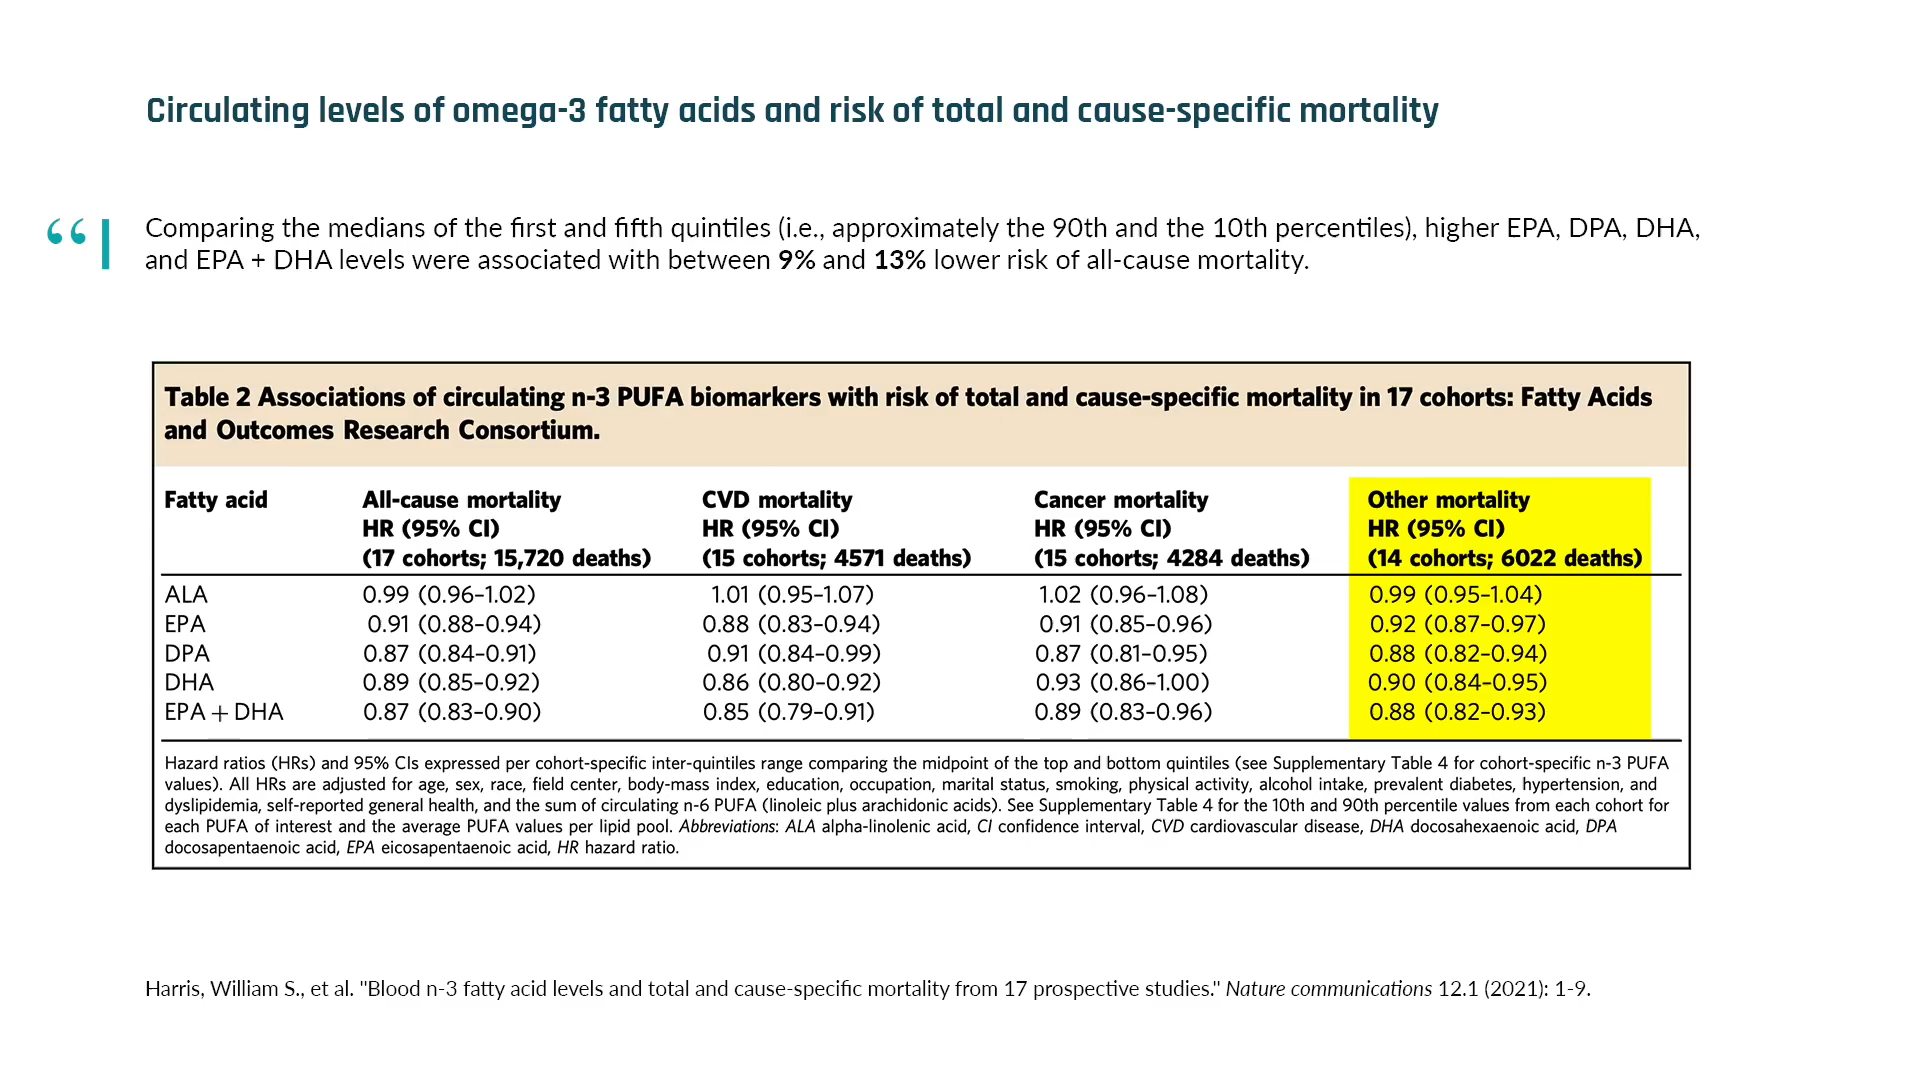 Circulating levels of omega-3 fatty acids and risk of total and cause-specific mortality
“
Comparing the medians of the first and fifth quintiles (i.e., approximately the 90th and the 10th percentiles), higher EPA, DPA, DHA,
and EPA + DHA levels were associated with between 9% and 13% lower risk of all-cause mortality.
Table 2 Associations of circulating n-3 PUFA biomarkers with risk of total and cause-specific mortality in 17 cohorts: Fatty Acids
and Outcomes Research Consortium.
Fatty acid All-cause mortality CVD mortality Cancer mortality Other mortality
HR (95% CI) HR (95% CI) HR (95% CI) HR (95% CI)
(17 cohorts; 15,720 deaths) (15 cohorts; 4571 deaths) (15 cohorts; 4284 deaths) (14 cohorts; 6022 deaths)
ALA 0.99 (0.96–1.02) 1.01 (0.95–1.07) 1.02 (0.96–1.08) 0.99 (0.95–1.04)
EPA 0.91 (0.88–0.94) 0.88 (0.83–0.94) 0.91 (0.85–0.96) 0.92 (0.87–0.97)
DPA 0.87 (0.84–0.91) 0.91 (0.84–0.99) 0.87 (0.81–0.95) 0.88 (0.82–0.94)
DHA 0.89 (0.85–0.92) 0.86 (0.80–0.92) 0.93 (0.86–1.00) 0.90 (0.84–0.95)
EPA + DHA 0.87 (0.83–0.90) 0.85 (0.79–0.91) 0.89 (0.83–0.96) 0.88 (0.82–0.93)
Hazard ratios (HRs) and 95% CIs expressed per cohort-specific inter-quintiles range comparing the midpoint of the top and bottom quintiles (see Supplementary Table 4 for cohort-specific n-3 PUFA
values). All HRs are adjusted for age, sex, race, field center, body-mass index, education, occupation, marital status, smoking, physical activity, alcohol intake, prevalent diabetes, hypertension, and
dyslipidemia, self-reported general health, and the sum of circulating n-6 PUFA (linoleic plus arachidonic acids). See Supplementary Table 4 for the 10th and 90th percentile values from each cohort for
each PUFA of interest and the average PUFA values per lipid pool. Abbreviations: ALA alpha-linolenic acid, CI confidence interval, CVD cardiovascular disease, DHA docosahexaenoic acid, DPA
docosapentaenoic acid, EPA eicosapentaenoic acid, HR hazard ratio.
Harris, William S., et al. "Blood n-3 fatty acid levels and total and cause-specific mortality from 17 prospective studies." Nature communications 12.1 (2021): 1-9.